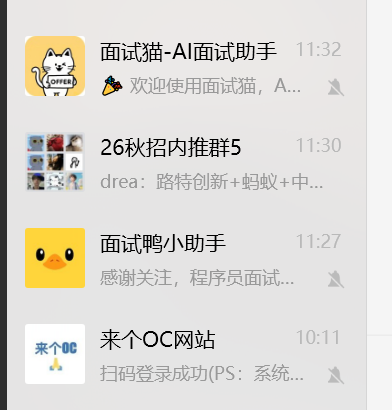 面试猫-AI面试助手 11:32
OFFER
🎉 欢迎使用面试猫，A...
26秋招内推群5 11:30
drea：路特创新+蚂蚁+中...
面试鸭小助手 11:27
感谢关注，程序员面试...
来个OC网站 10:11
来个OC
扫码登录成功(PS：系统...